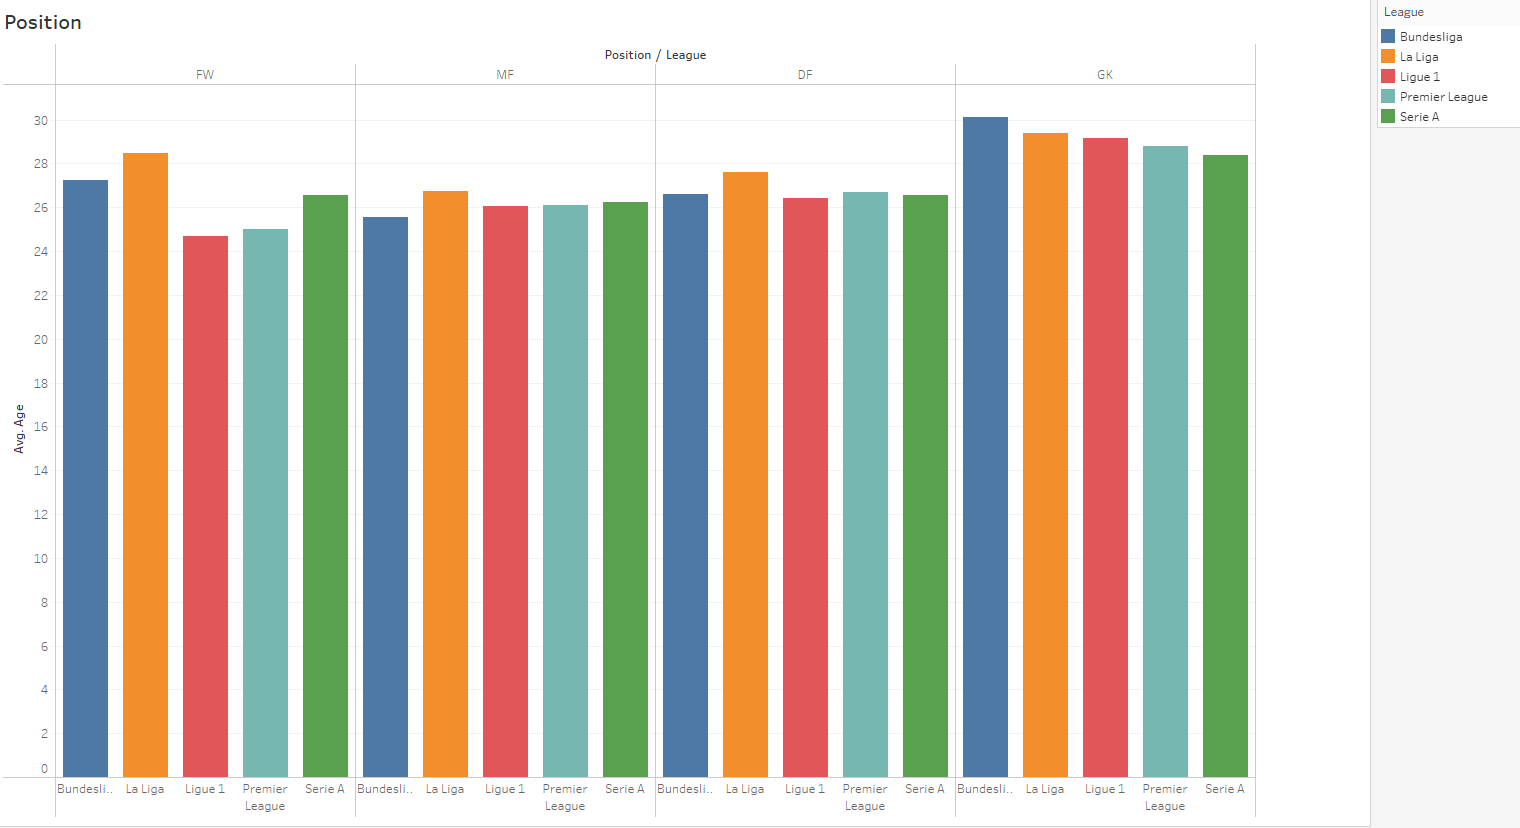 Position
Position / League
FW MF DF GK
Avg. Age
30
28
26
24
22
20
18
16
14
12
10
8
6
4
2
0
Bundesli.. La Liga Ligue 1 Premier League Serie A Bundesli.. La Liga Ligue 1 Premier League Serie A Bundesli.. La Liga Ligue 1 Premier League Serie A Bundesli.. La Liga Ligue 1 Premier League Serie A
League
Bundesliga
La Liga
Ligue 1
Premier League
Serie A